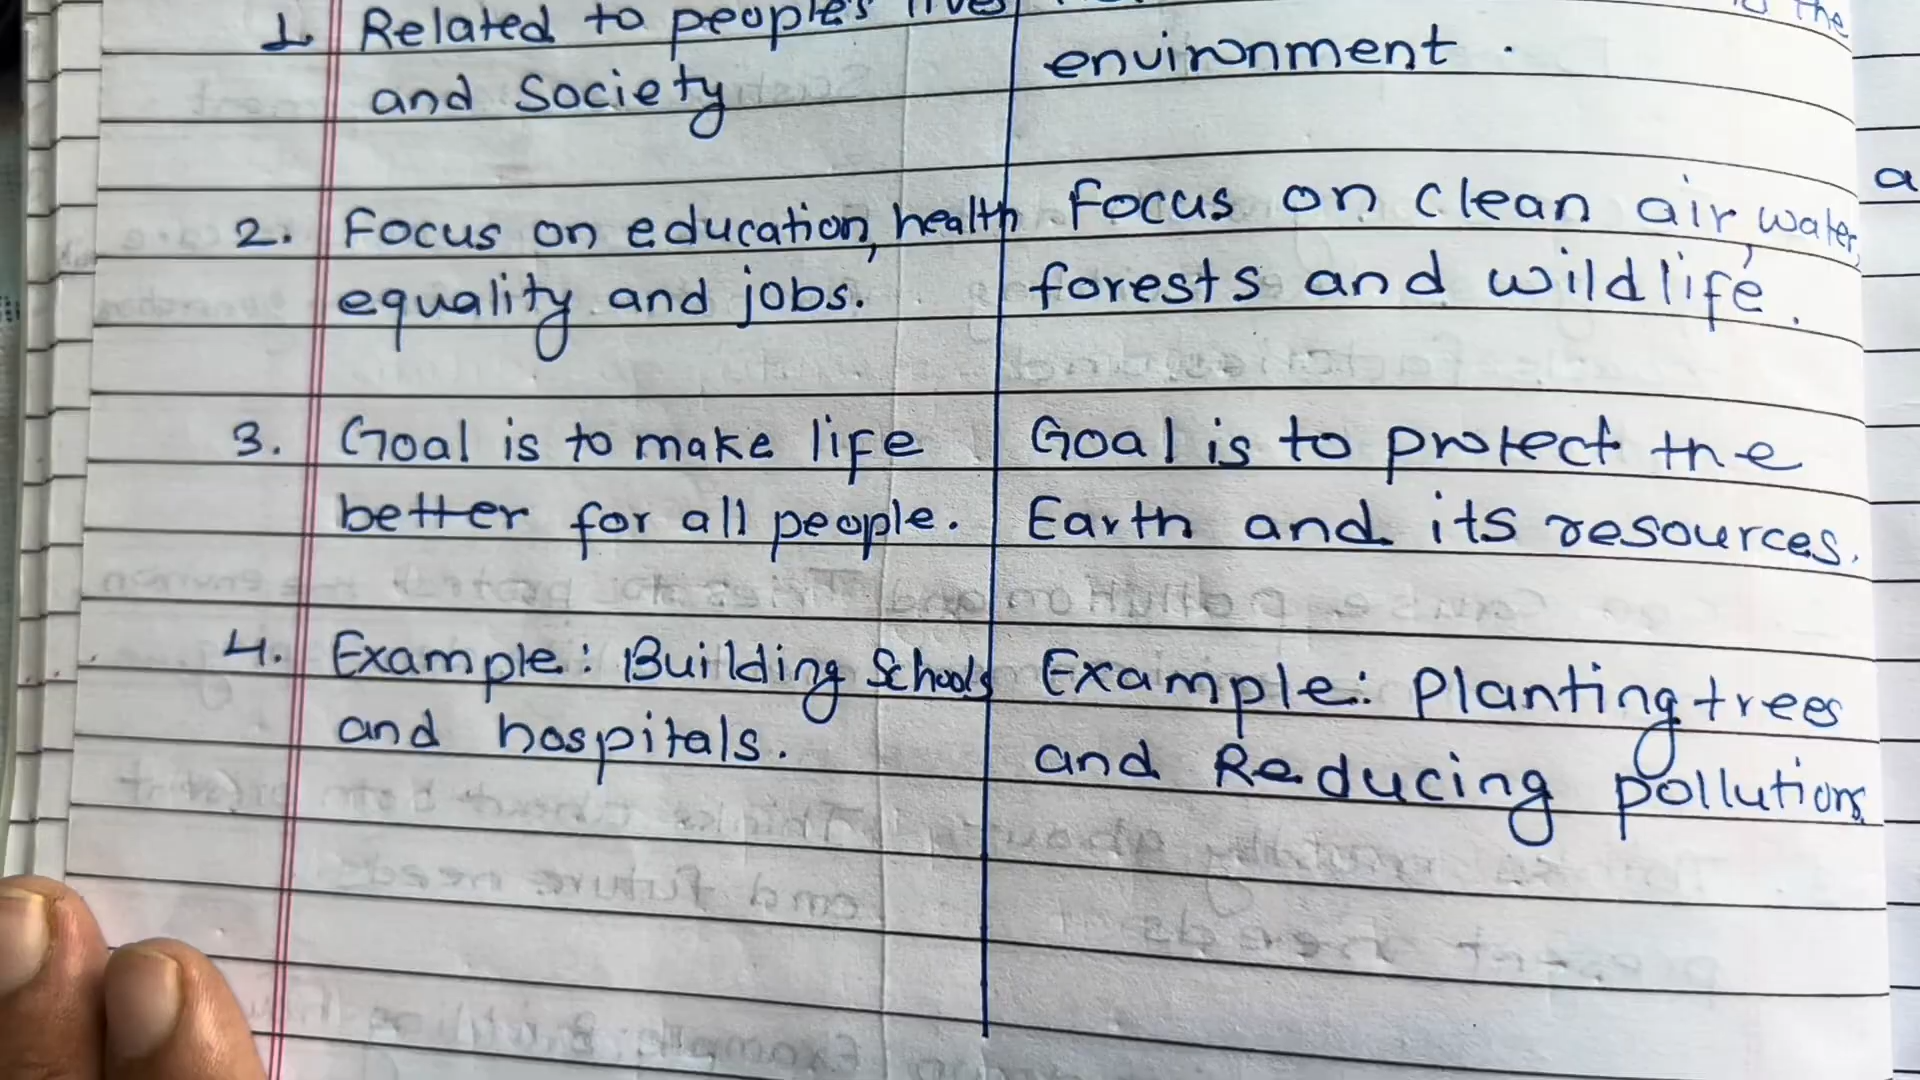 1. Related to people's lives
and Society
the
environment.
2. Focus on education, health
equality and jobs.
Focus on clean air, water,
forests and wildlife.
3. Goal is to make life
better for all people.
Goal is to protect the
Earth and its resources.
4. Example: Building Schools
and hospitals.
Example: Planting trees
and Reducing pollutions.
a